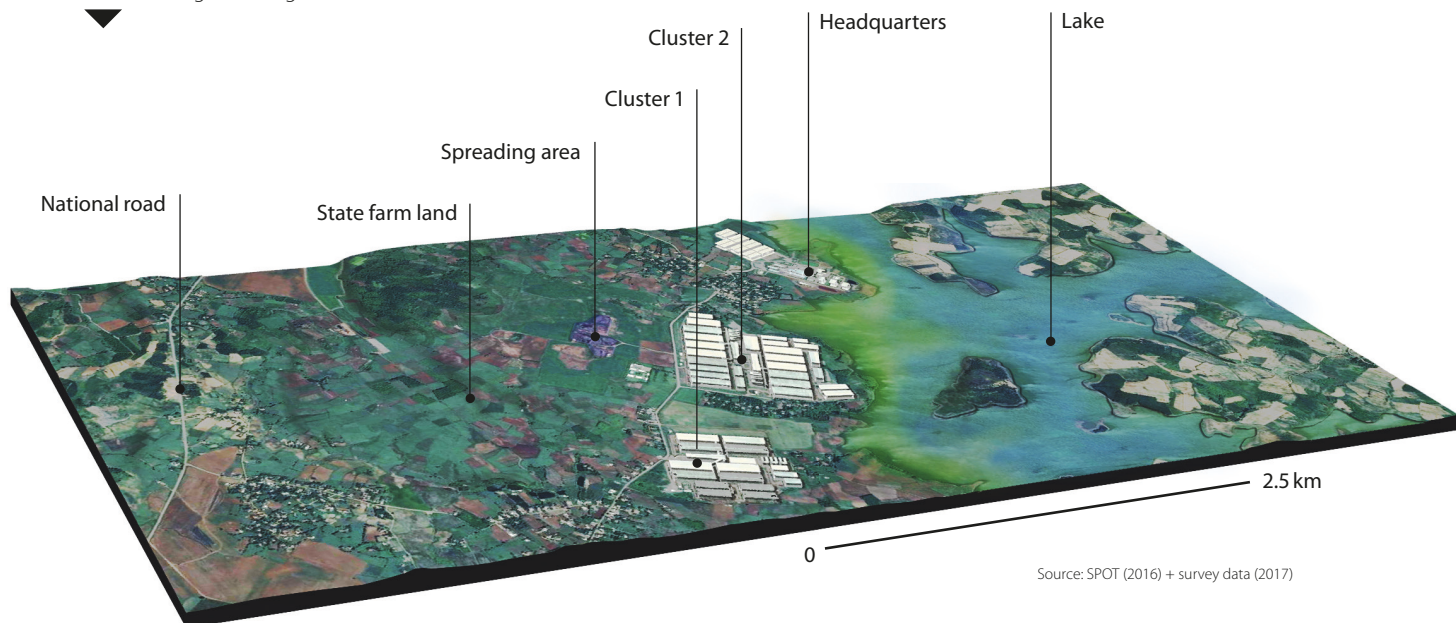 Headquarters
Lake
Cluster 2
Cluster 1
Spreading area
National road
State farm land
2.5 km
0
Source: SPOT (2016) + survey data (2017)